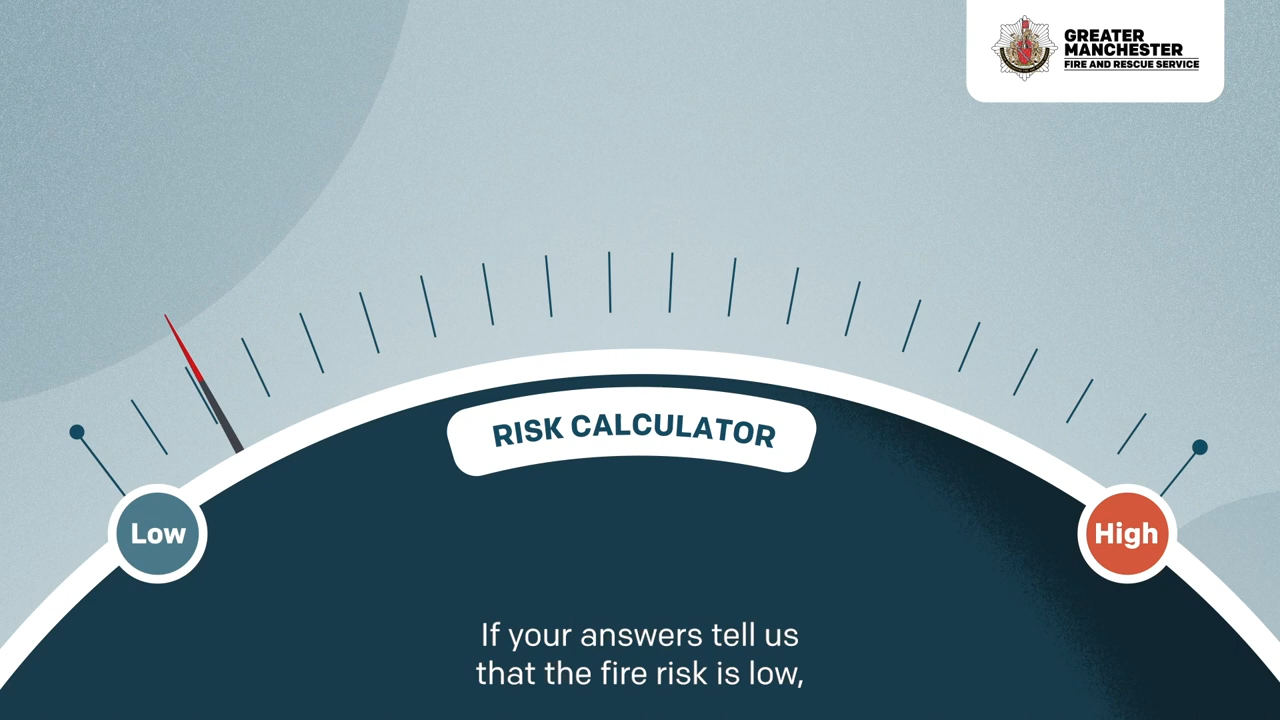 GREATER
MANCHESTER
FIRE AND RESCUE SERVICE
RISK CALCULATOR
Low
High
If your answers tell us
that the fire risk is low,